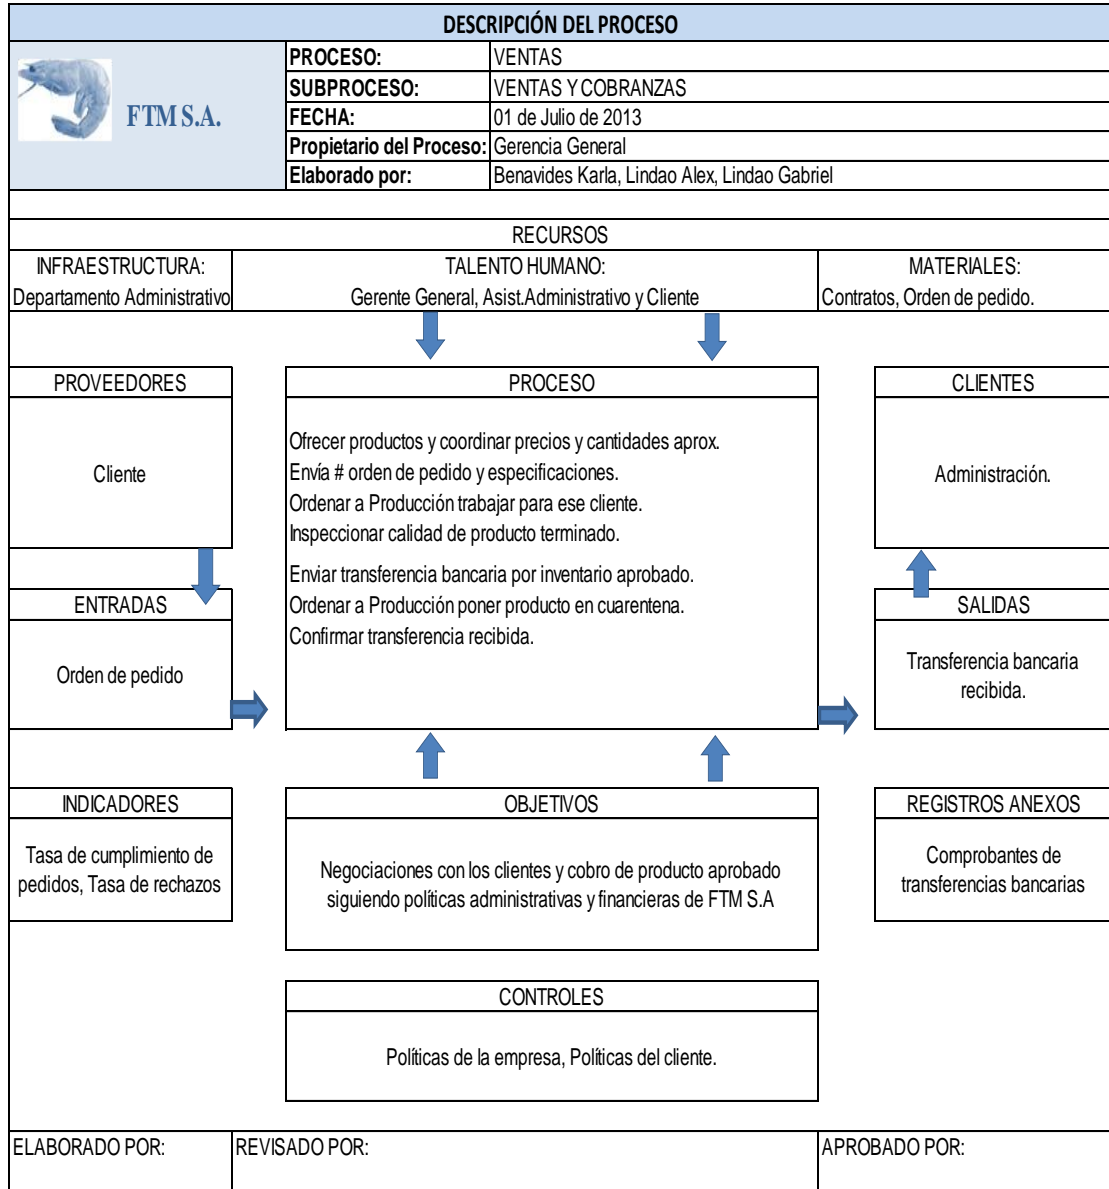 DESCRIPCIÓN DEL PROCESO
FTM S.A.
PROCESO: VENTAS
SUBPROCESO: VENTAS Y COBRANZAS
FECHA: 01 de Julio de 2013
Propietario del Proceso: Gerencia General
Elaborado por: Benavides Karla, Lindao Alex, Lindao Gabriel
RECURSOS
INFRAESTRUCTURA:
Departamento Administrativo
TALENTO HUMANO:
Gerente General, Asist.Administrativo y Cliente
MATERIALES:
Contratos, Orden de pedido.
PROVEEDORES
Cliente
ENTRADAS
Orden de pedido
PROCESO
Ofrecer productos y coordinar precios y cantidades aprox.
Envía # orden de pedido y especificaciones.
Ordenar a Producción trabajar para ese cliente.
Inspeccionar calidad de producto terminado.
Enviar transferencia bancaria por inventario aprobado.
Ordenar a Producción poner producto en cuarentena.
Confirmar transferencia recibida.
CLIENTES
Administración.
SALIDAS
Transferencia bancaria
recibida.
INDICADORES
Tasa de cumplimiento de
pedidos, Tasa de rechazos
OBJETIVOS
Negociaciones con los clientes y cobro de producto aprobado
siguiendo políticas administrativas y financieras de FTM S.A
REGISTROS ANEXOS
Comprobantes de
transferencias bancarias
CONTROLES
Políticas de la empresa, Políticas del cliente.
ELABORADO POR:
REVISADO POR:
APROBADO POR: